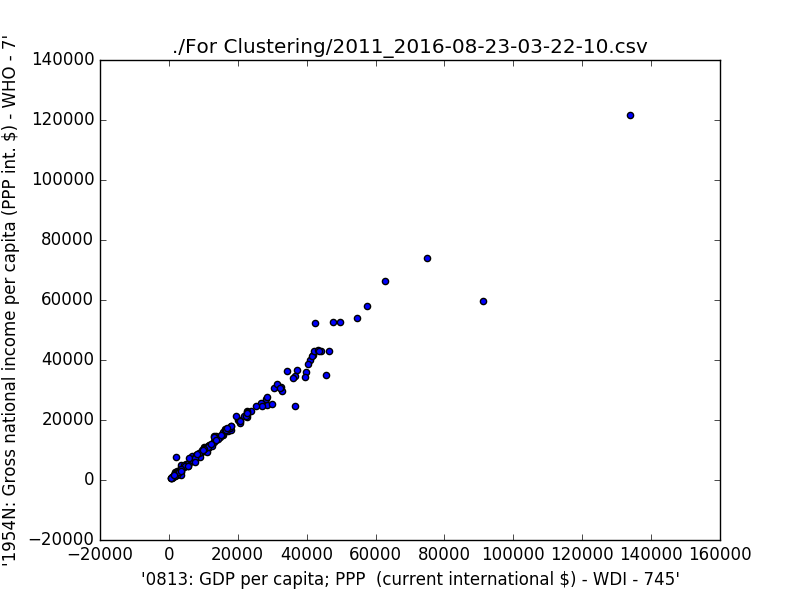 ./For Clustering/2011_2016-08-23-03-22-10.csv
'1954N: Gross national income per capita (PPP int. $) - WHO - 7'
140000
120000
100000
80000
60000
40000
20000
0
−20000
−20000 0 20000 40000 60000 80000 100000 120000 140000 160000
'0813: GDP per capita; PPP  (current international $) - WDI - 745'